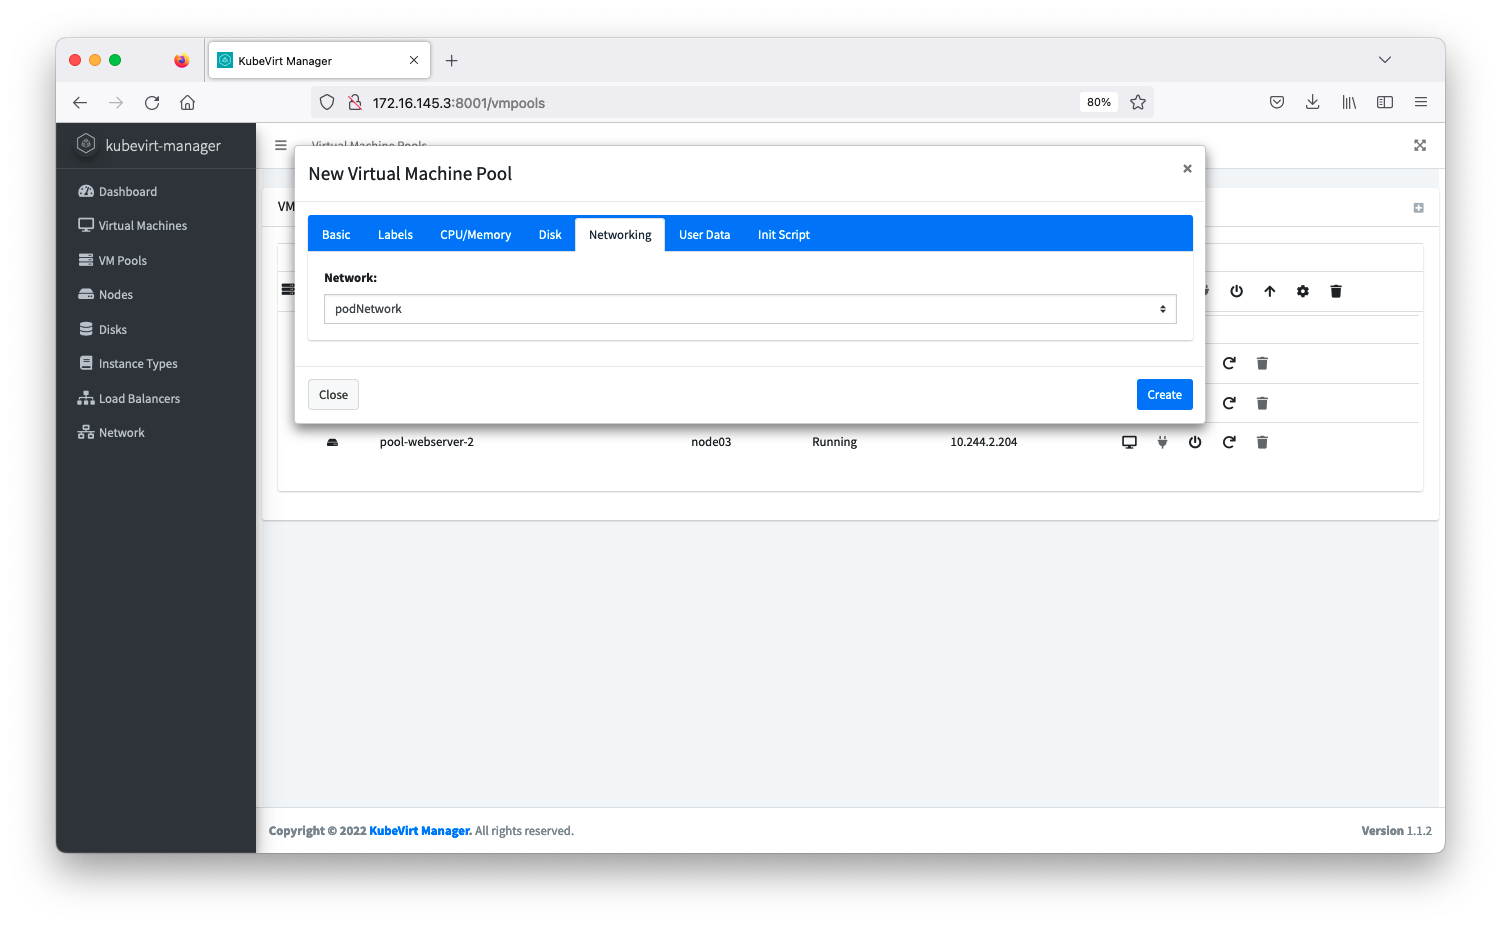 KubeVirt Manager
172.16.145.3:8001/vmpools
80%
kubevirt-manager
Virtual Machine Pools
Dashboard
Virtual Machines
VM Pools
Nodes
Disks
Instance Types
Load Balancers
Network
VM
New Virtual Machine Pool
×
Basic Labels CPU/Memory Disk Networking User Data Init Script
Network:
podNetwork
Close Create
pool-webserver-2 node03 Running 10.244.2.204
Copyright © 2022 KubeVirt Manager. All rights reserved.
Version 1.1.2